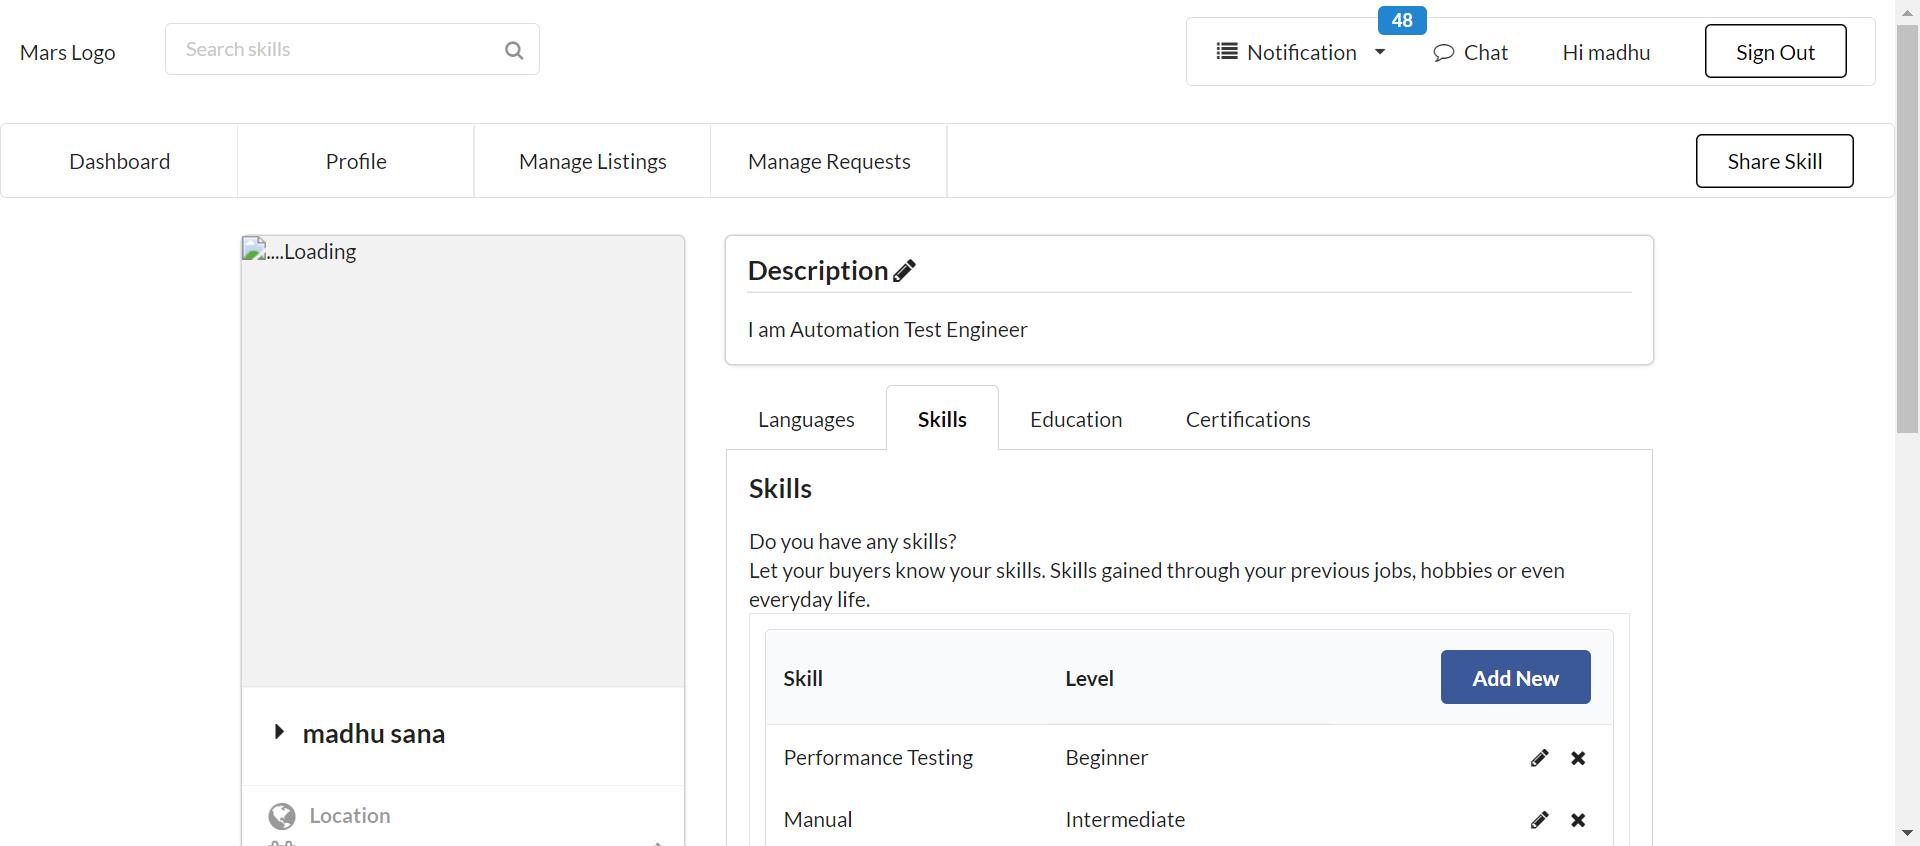 48
Mars Logo
Search skills
Notification
Chat
Hi madhu
Sign Out
Dashboard
Profile
Manage Listings
Manage Requests
Share Skill
....Loading
madhu sana
Location
Description
I am Automation Test Engineer
Languages
Skills
Education
Certifications
Skills
Do you have any skills?
Let your buyers know your skills. Skills gained through your previous jobs, hobbies or even
everyday life.
Skill
Level
Add New
Performance Testing
Beginner
Manual
Intermediate